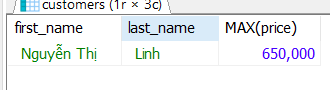 customers (1r × 3c)
first_name last_name MAX(price)
Nguyễn Thị Linh 650,000